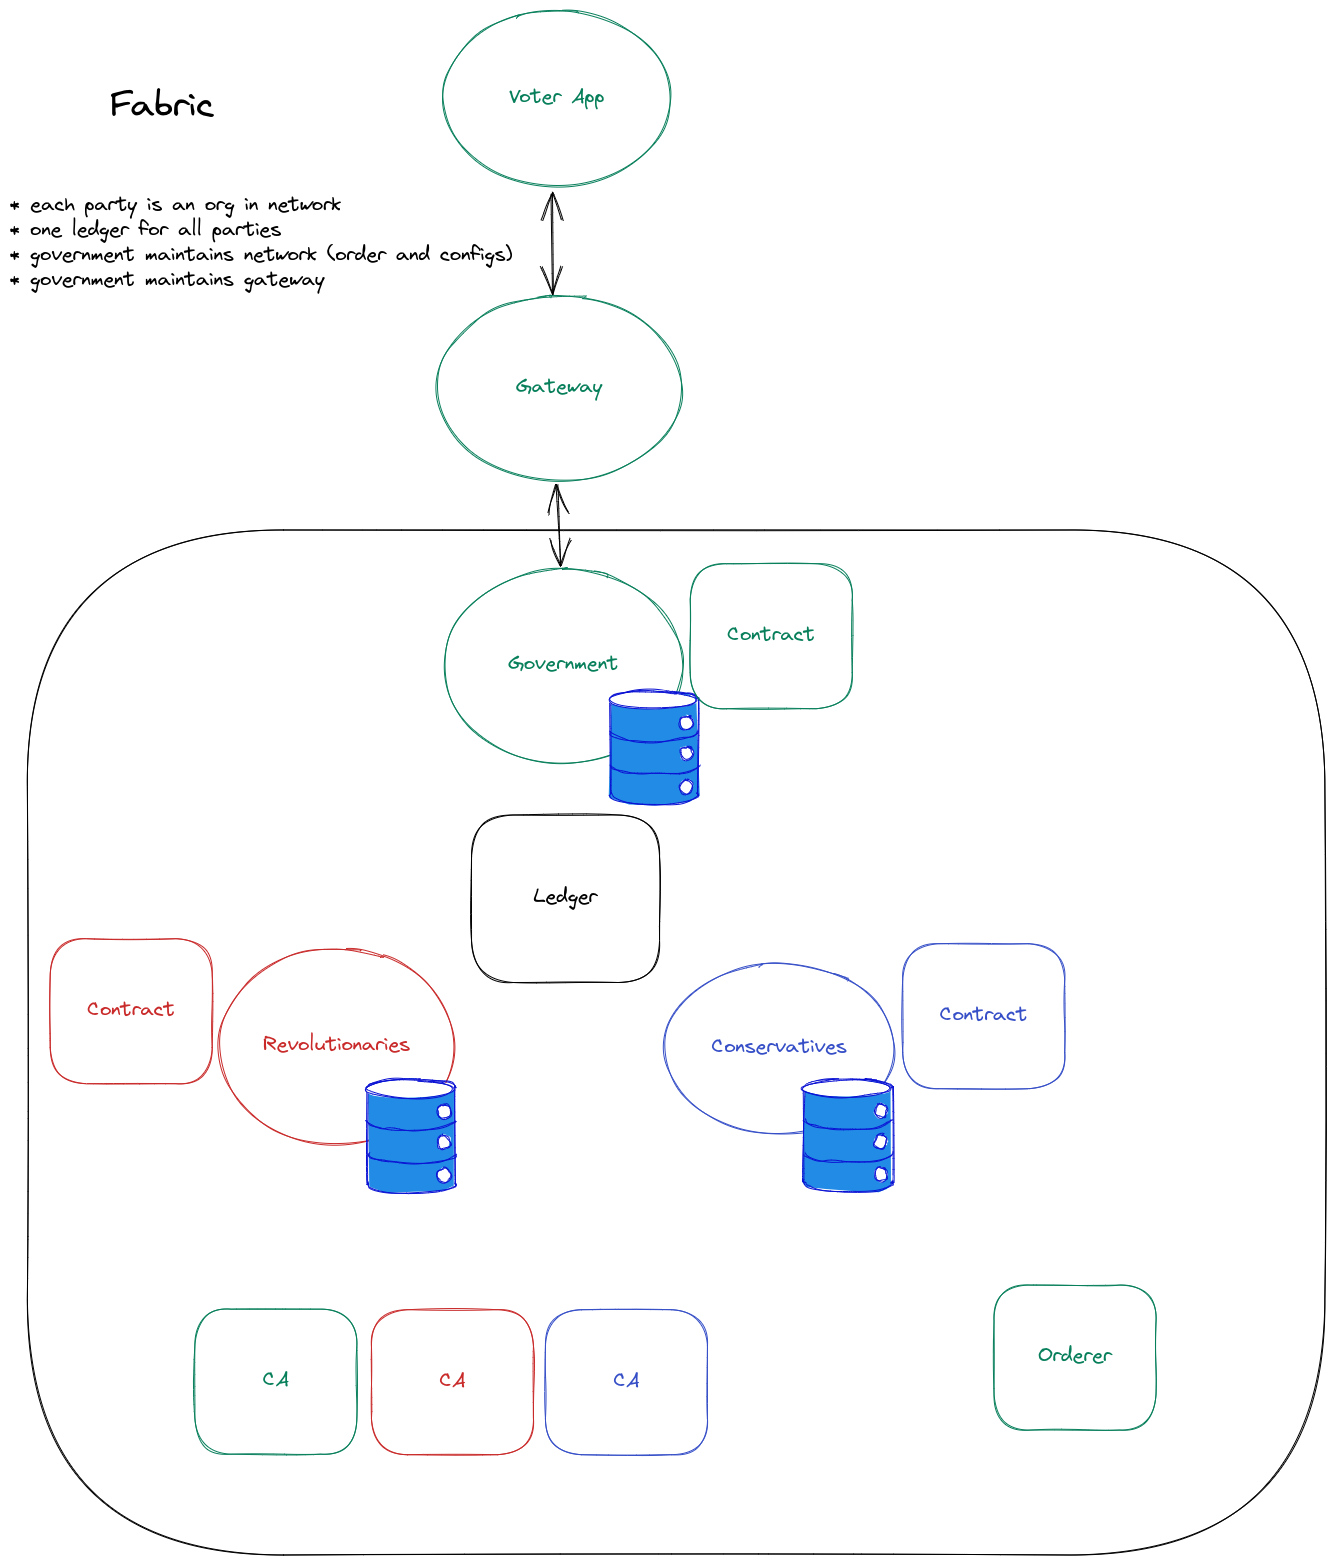 Voter App
Fabric
* each party is an org in network
* one ledger for all parties
* government maintains network (order and configs)
* government maintains gateway
Gateway
Contract
Government
Ledger
Contract
Revolutionaries
Conservatives
Contract
CA
CA
CA
Orderer